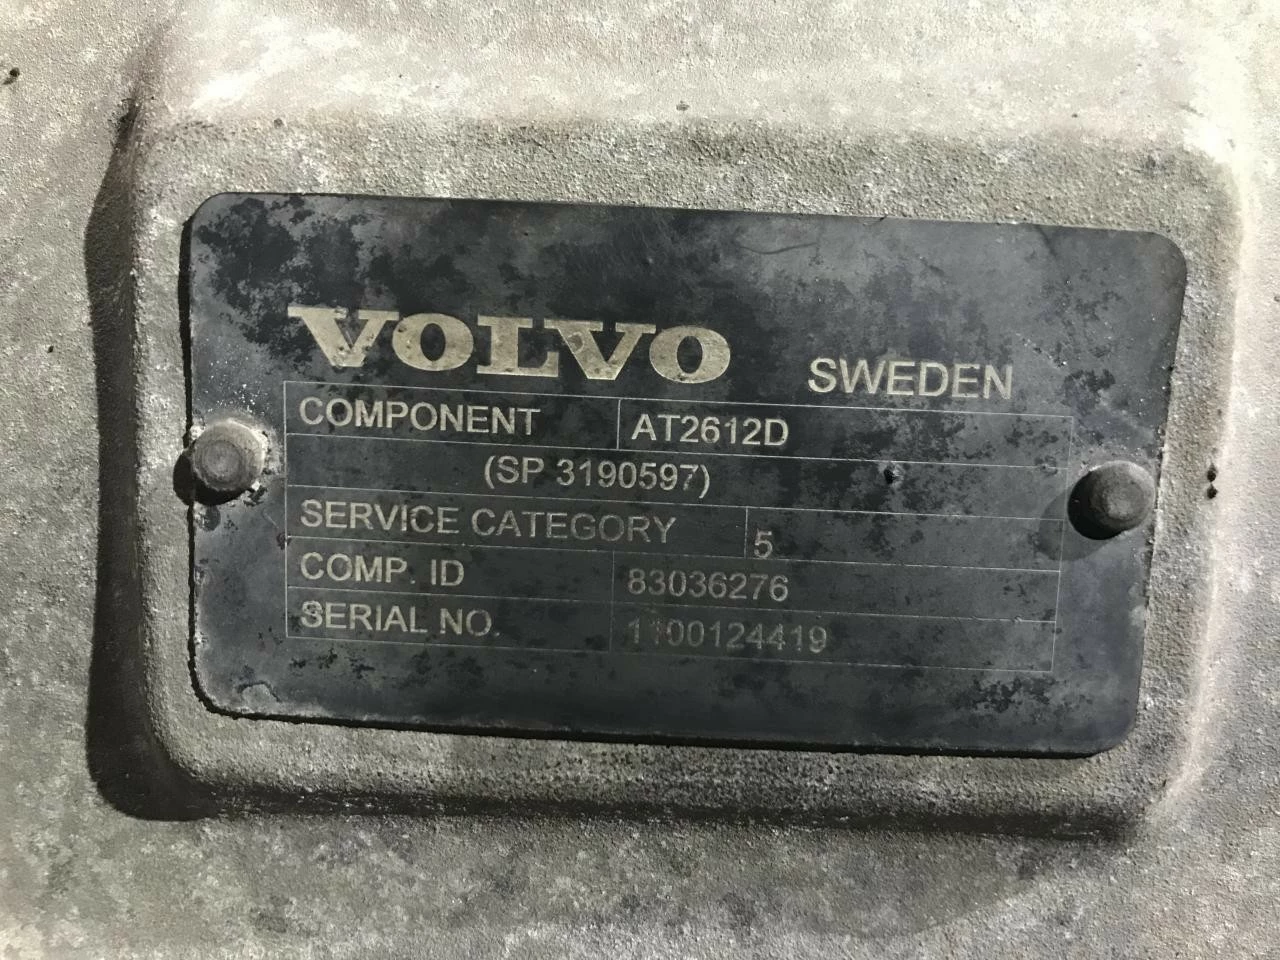 VOLVO SWEDEN
COMPONENT AT2612D
(SP 3190597)
SERVICE CATEGORY 5
COMP. ID 83036276
SERIAL NO. 1100124419